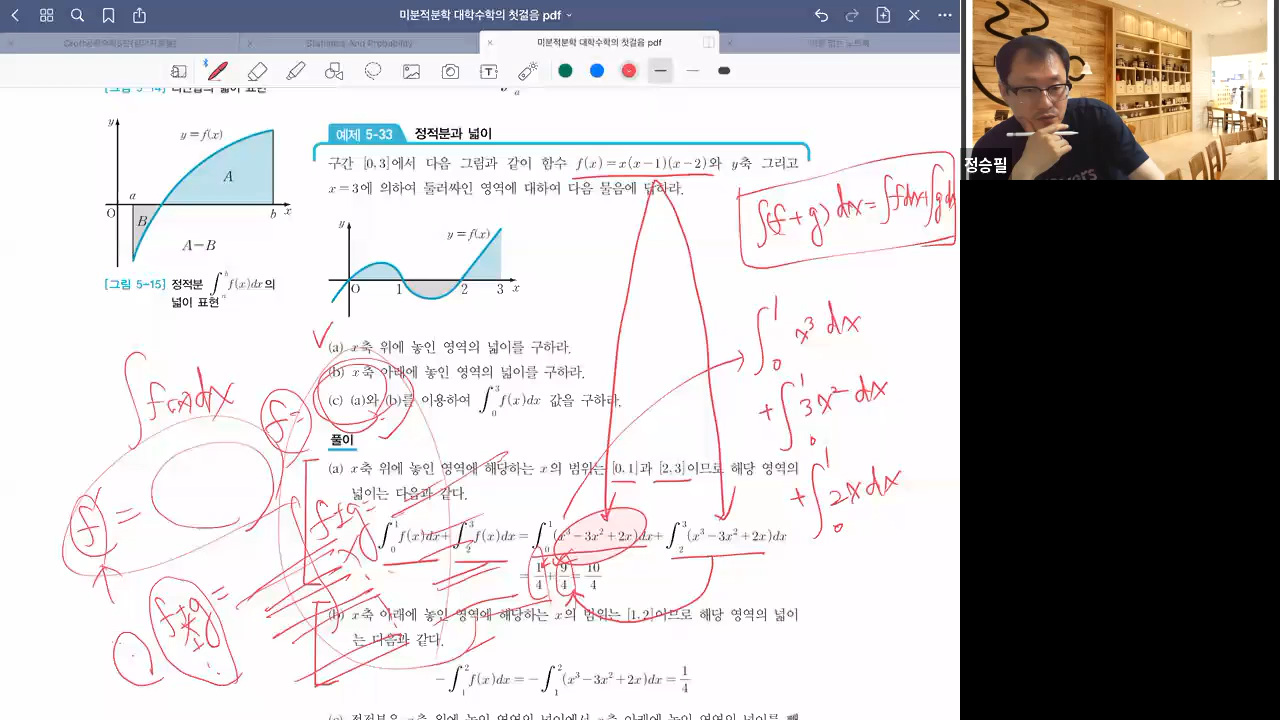 미분적분학 대학수학의 첫걸음 pdf
Statistics And Probability
미분적분학 대학수학의 첫걸음 pdf
정승필
y = f(x)
y
A
a
O
B
b
x
A−B
[그림 5-15] 정적분 ∫_a^b f(x)dx의
넓이 표현
예제 5-33 정적분과 넓이
구간 [0, 3]에서 다음 그림과 같이 함수 f(x)=x(x−1)(x−2)와 y축 그리고
x=3에 의하여 둘러싸인 영역에 대하여 다음 물음에 답하라.
y
y=f(x)
O 1 2 3 x
(a) x축 위에 놓인 영역의 넓이를 구하라.
(b) x축 아래에 놓인 영역의 넓이를 구하라.
(c) (a)와 (b)를 이용하여 ∫_0^3 f(x)dx 값을 구하라.
풀이
(a) x축 위에 놓인 영역에 해당하는 x의 범위는 [0, 1]과 [2, 3]이므로 해당 영역의
넓이는 다음과 같다.
∫_0^1 f(x)dx+∫_2^3 f(x)dx = ∫_0^1 (x³−3x²+2x)dx+∫_2^3 (x³−3x²+2x)dx
= 1/4 + 9/4 = 10/4
(b) x축 아래에 놓인 영역에 해당하는 x의 범위는 [1, 2]이므로 해당 영역의 넓이
는 다음과 같다.
−∫_1^2 f(x)dx = −∫_1^2 (x³−3x²+2x)dx = 1/4
∫(f+g)dx=∫fdx+∫gdx
∫_0^1 x³ dx
+∫_0^1 3x² dx
+∫_0^1 2x dx
∫f(x)dx
f=
f=
f±g=